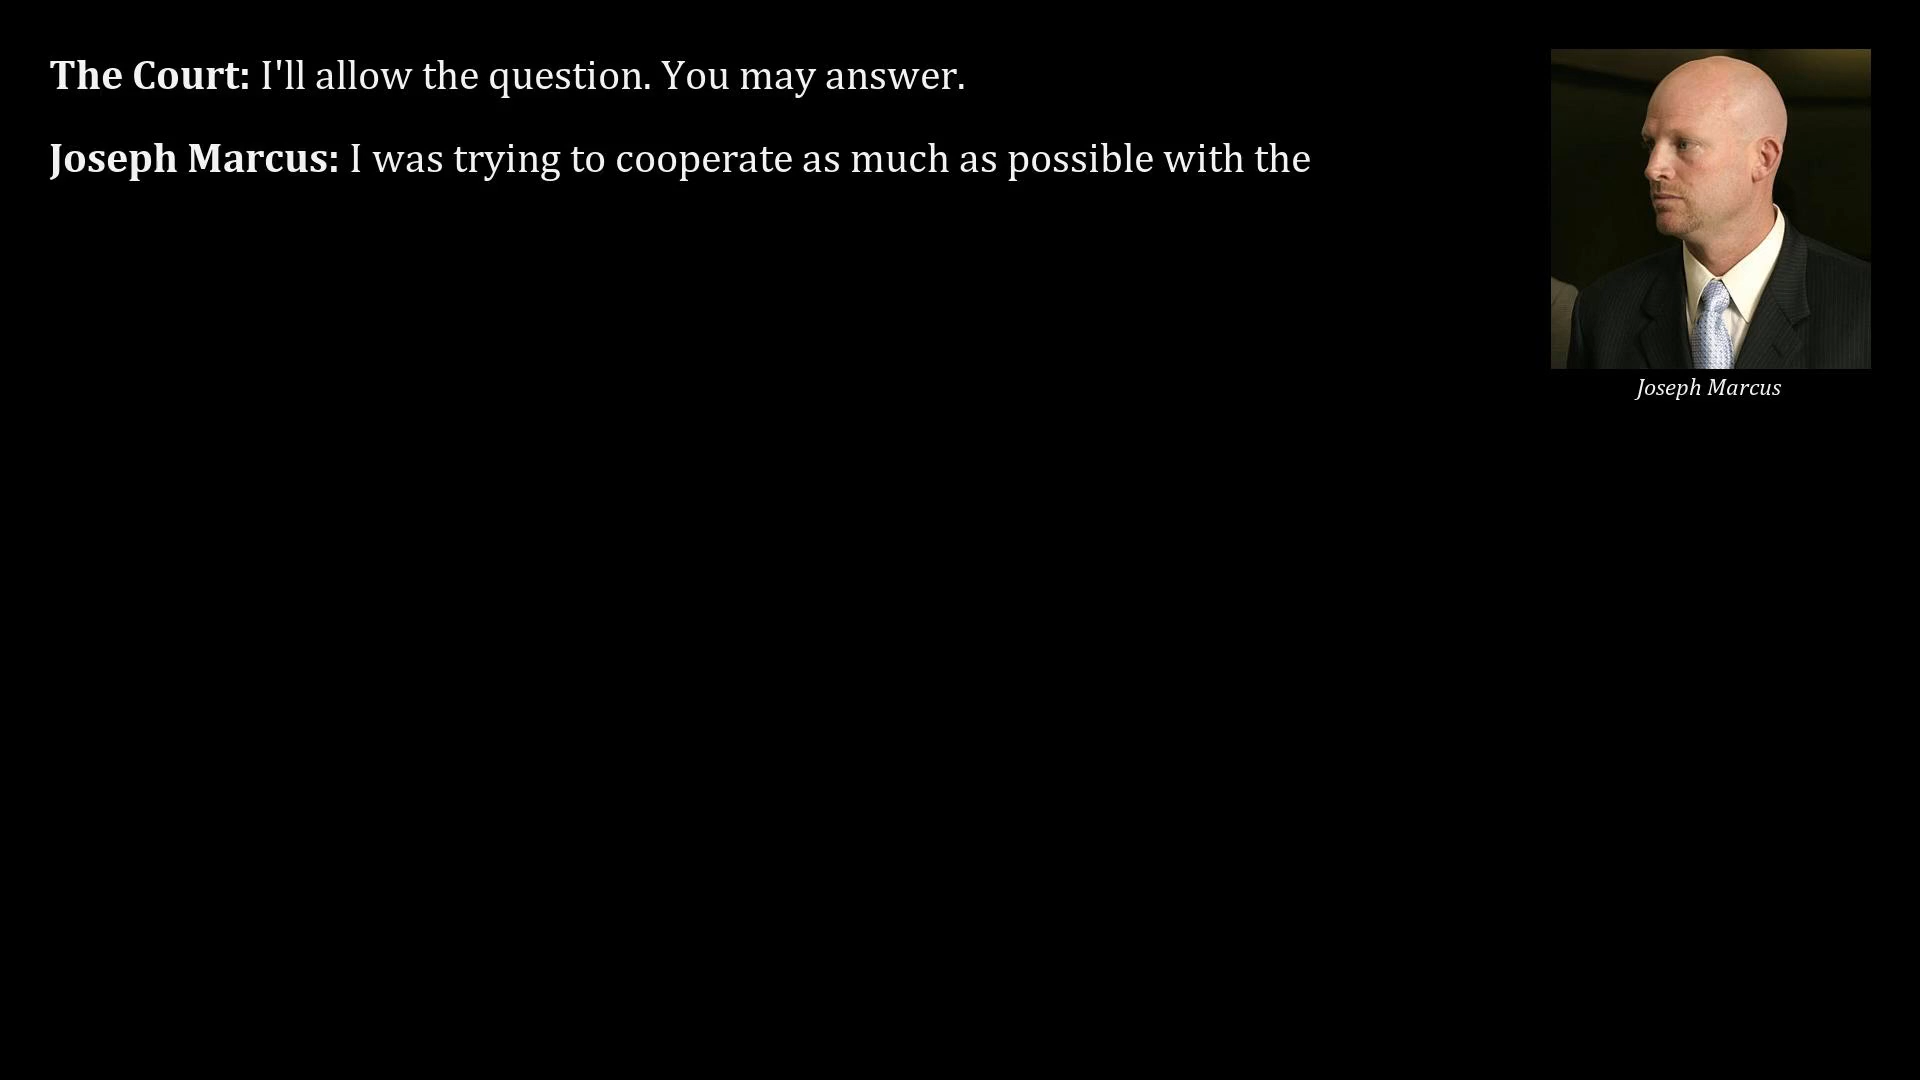 The Court: I'll allow the question. You may answer.
Joseph Marcus: I was trying to cooperate as much as possible with the
Joseph Marcus